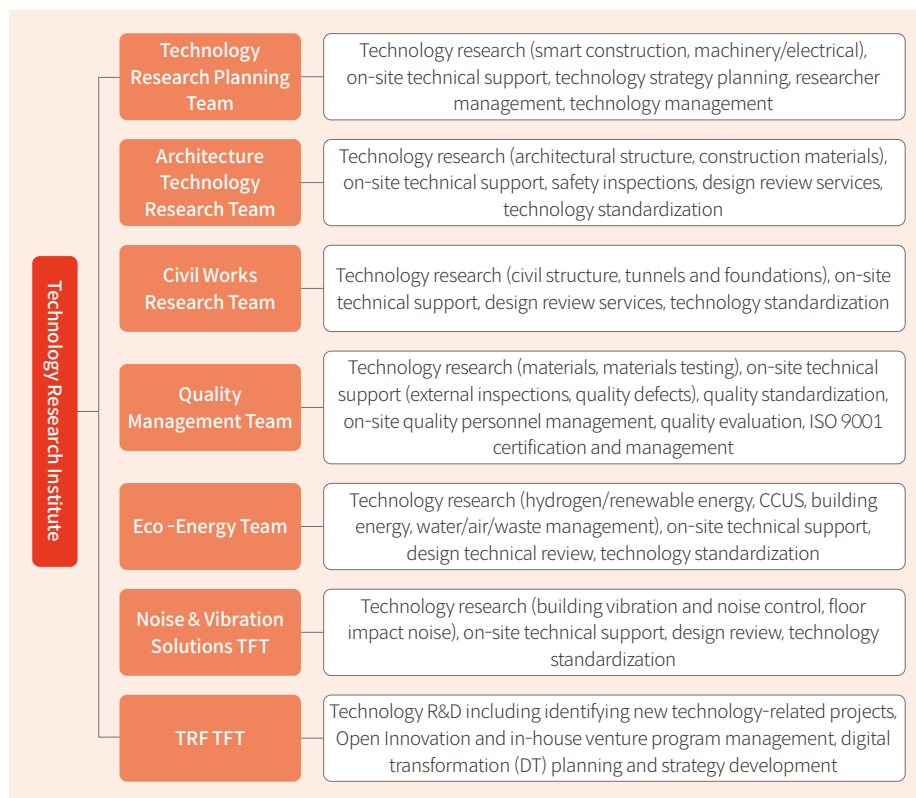 Technology Research Institute
Technology
Research Planning
Team
Technology research (smart construction, machinery/electrical),
on-site technical support, technology strategy planning, researcher
management, technology management
Architecture
Technology
Research Team
Technology research (architectural structure, construction materials),
on-site technical support, safety inspections, design review services,
technology standardization
Civil Works
Research Team
Technology research (civil structure, tunnels and foundations), on-site
technical support, design review services, technology standardization
Quality
Management Team
Technology research (materials, materials testing), on-site technical
support (external inspections, quality defects), quality standardization,
on-site quality personnel management, quality evaluation, ISO 9001
certification and management
Eco -Energy Team
Technology research (hydrogen/renewable energy, CCUS, building
energy, water/air/waste management), on-site technical support,
design technical review, technology standardization
Noise & Vibration
Solutions TFT
Technology research (building vibration and noise control, floor
impact noise), on-site technical support, design review, technology
standardization
TRF TFT
Technology R&D including identifying new technology-related projects,
Open Innovation and in-house venture program management, digital
transformation (DT) planning and strategy development